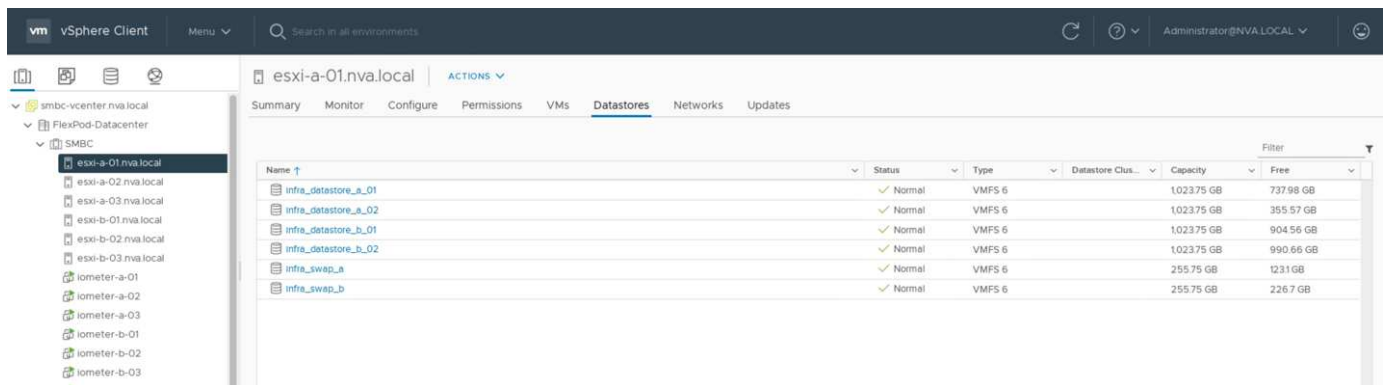 vm vSphere Client Menu Search in all environments Administrator@NVA.LOCAL
esxi-a-01.nva.local ACTIONS
Summary Monitor Configure Permissions VMs Datastores Networks Updates
smbc-vcenter.nva.local
FlexPod-Datacenter
SMBC
esxi-a-01.nva.local
esxi-a-02.nva.local
esxi-a-03.nva.local
esxi-b-01.nva.local
esxi-b-02.nva.local
esxi-b-03.nva.local
iometer-a-01
iometer-a-02
iometer-a-03
iometer-b-01
iometer-b-02
iometer-b-03
Filter
Name Status Type Datastore Clus... Capacity Free
infra_datastore_a_01 Normal VMFS 6 1,023.75 GB 737.98 GB
infra_datastore_a_02 Normal VMFS 6 1,023.75 GB 355.57 GB
infra_datastore_b_01 Normal VMFS 6 1,023.75 GB 904.56 GB
infra_datastore_b_02 Normal VMFS 6 1,023.75 GB 990.66 GB
infra_swap_a Normal VMFS 6 255.75 GB 123.1 GB
infra_swap_b Normal VMFS 6 255.75 GB 226.7 GB